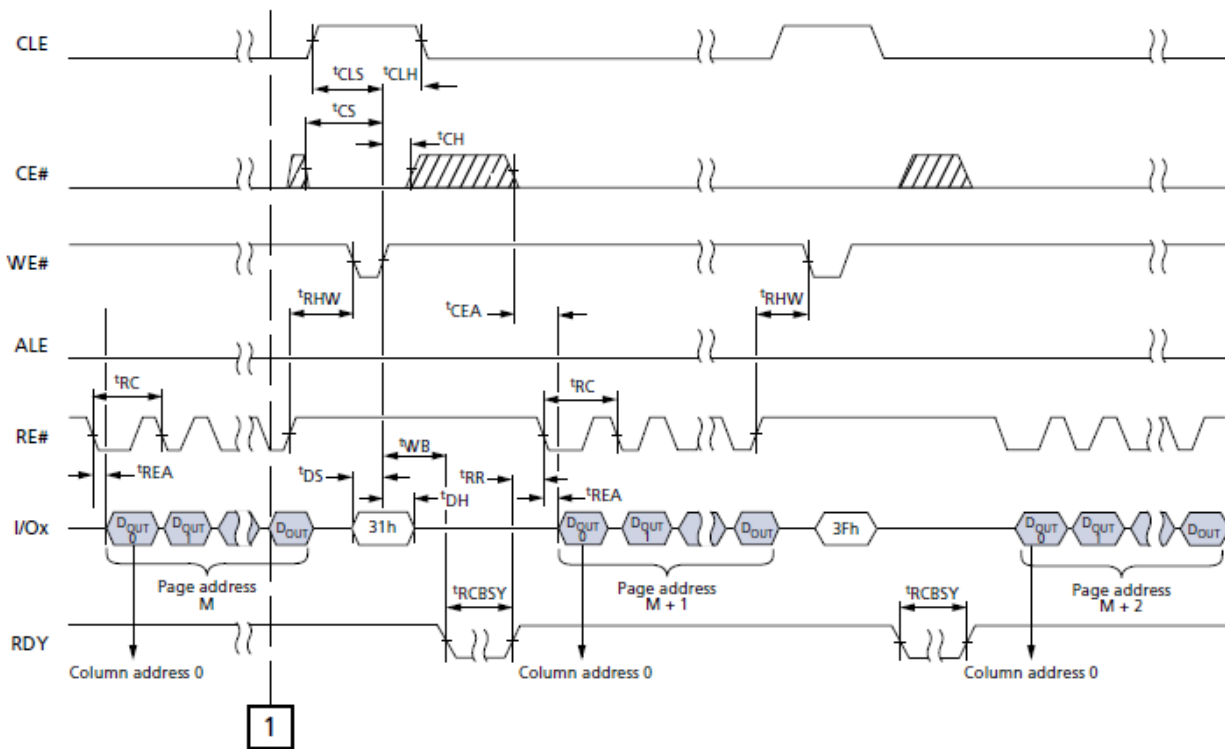 CLE
tCLS tCLH
tCS
tCH
CE#
WE#
tRHW tCEA tRHW
ALE
tRC tRC
RE#
tWB
tREA tDS tRR
tDH tREA
I/Ox DOUT 0 DOUT 1 DOUT 31h DOUT 0 DOUT 1 DOUT 3Fh DOUT 0 DOUT 1 DOUT
Page address M
Page address M + 1
Page address M + 2
tRCBSY tRCBSY
RDY
Column address 0 Column address 0 Column address 0
1